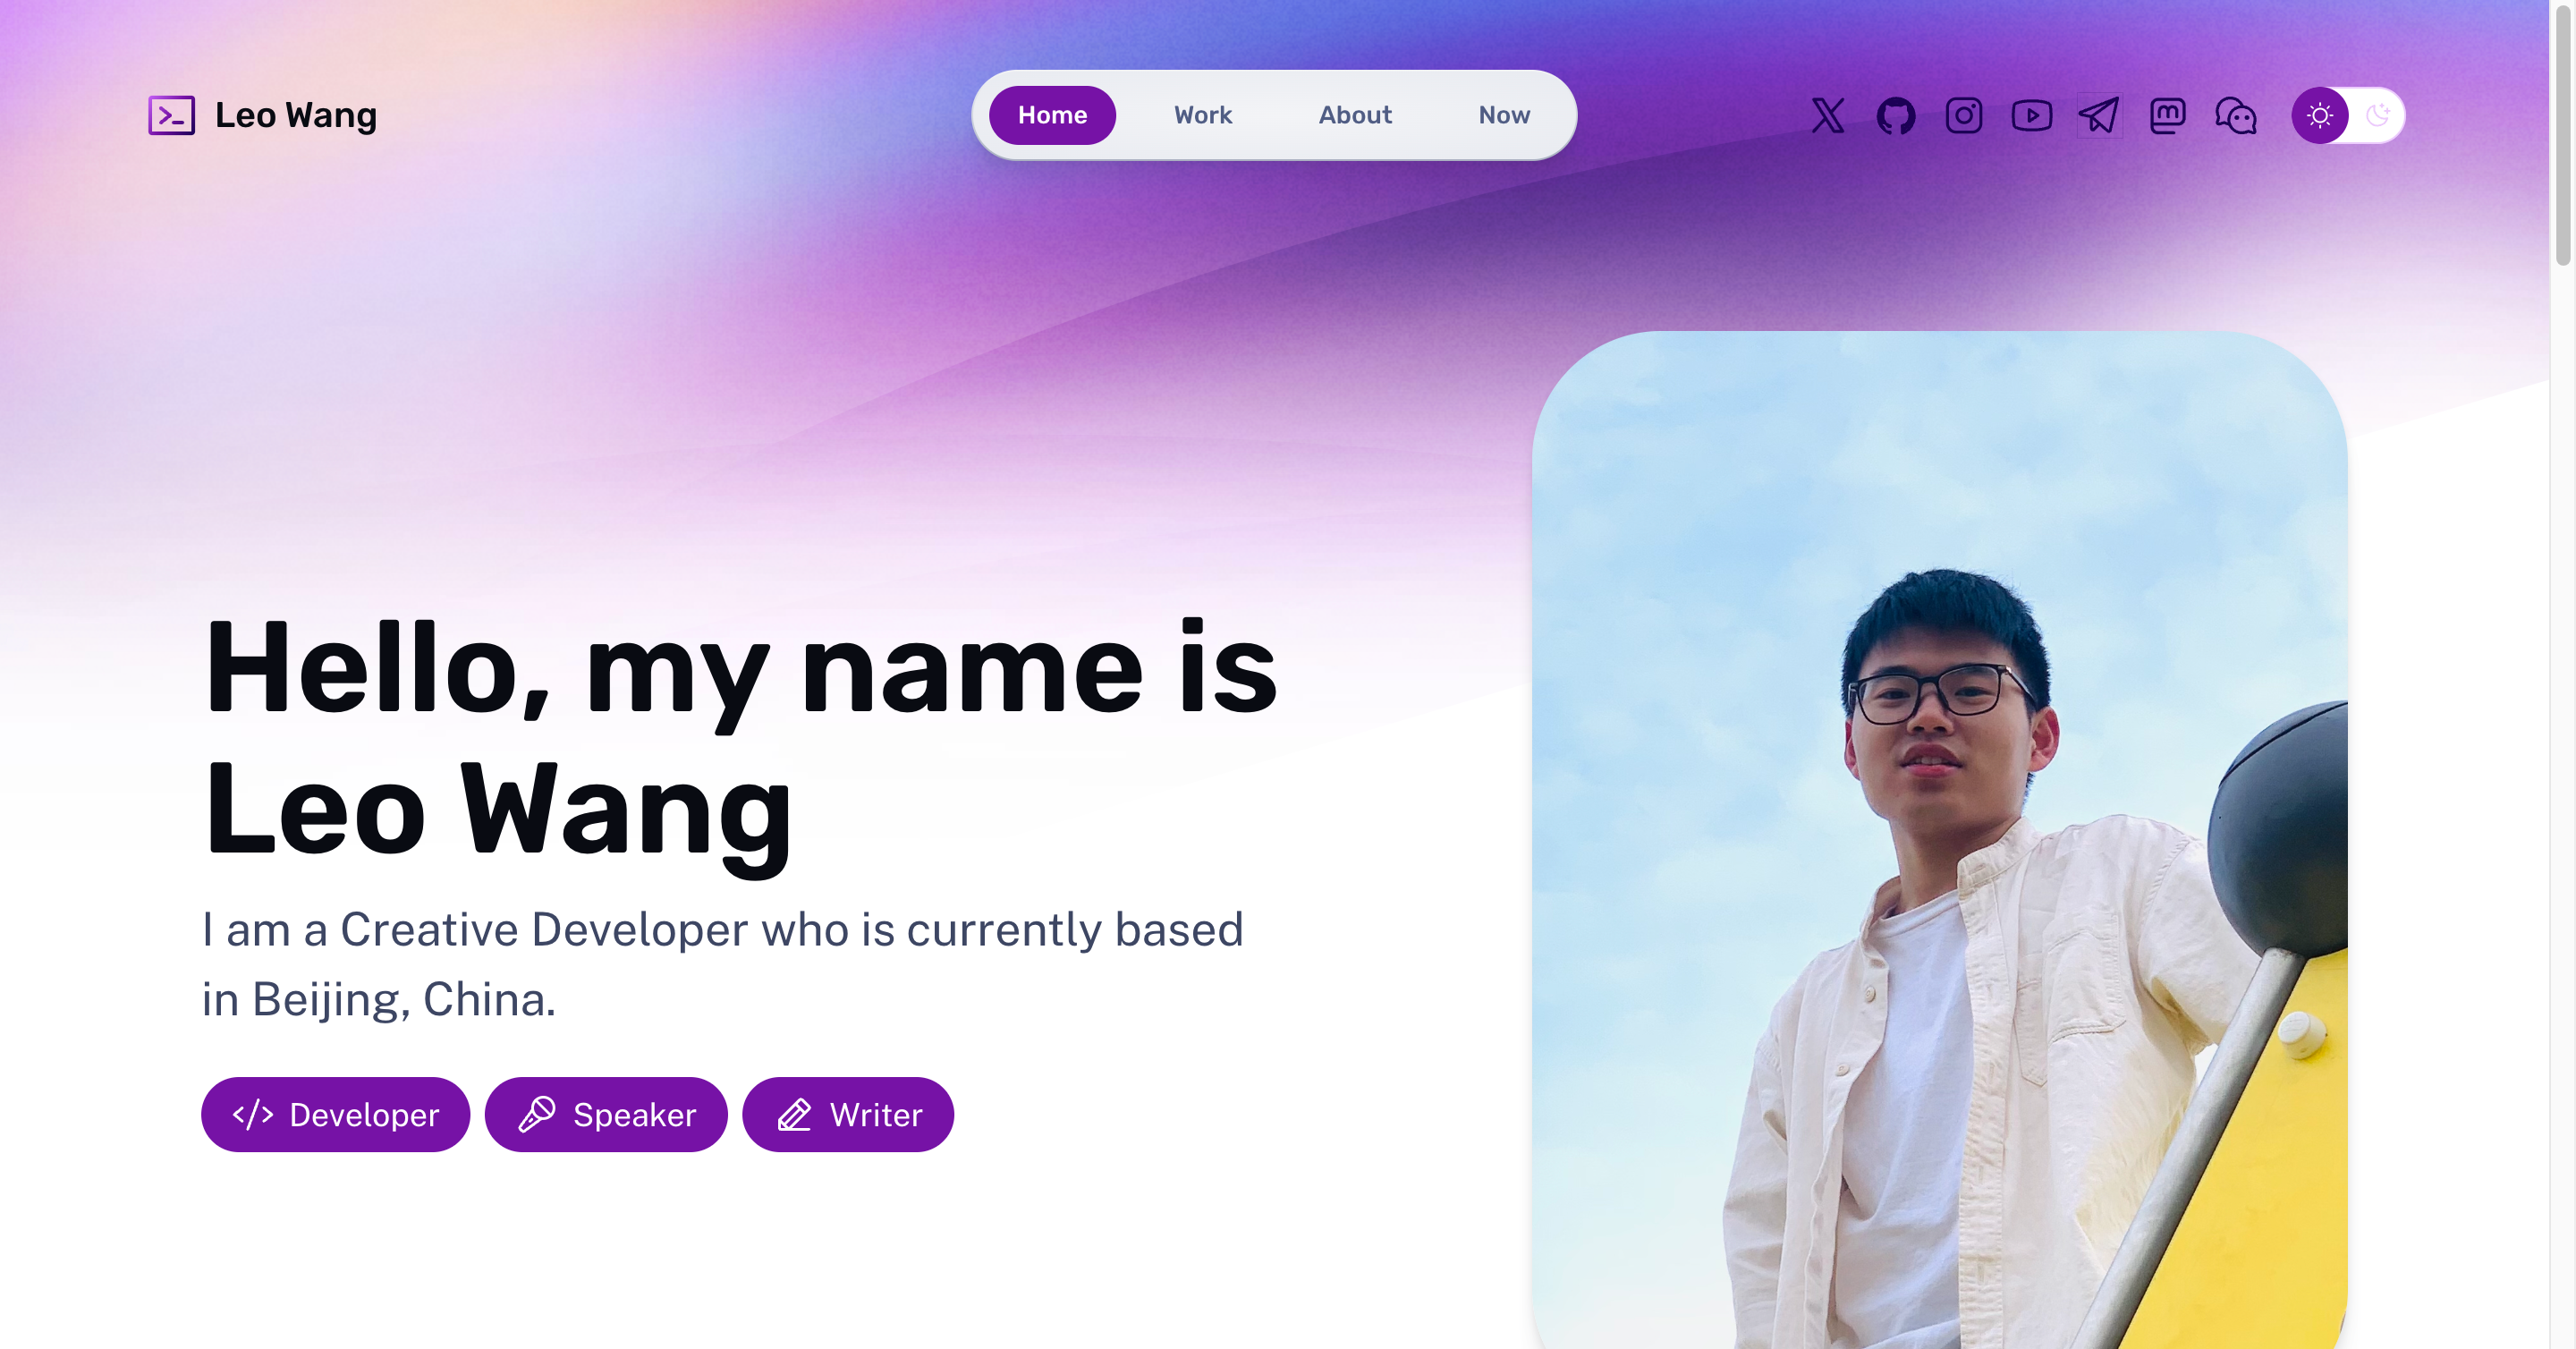 Leo Wang
Home
Work
About
Now
Hello, my name is
Leo Wang
I am a Creative Developer who is currently based
in Beijing, China.
Developer
Speaker
Writer